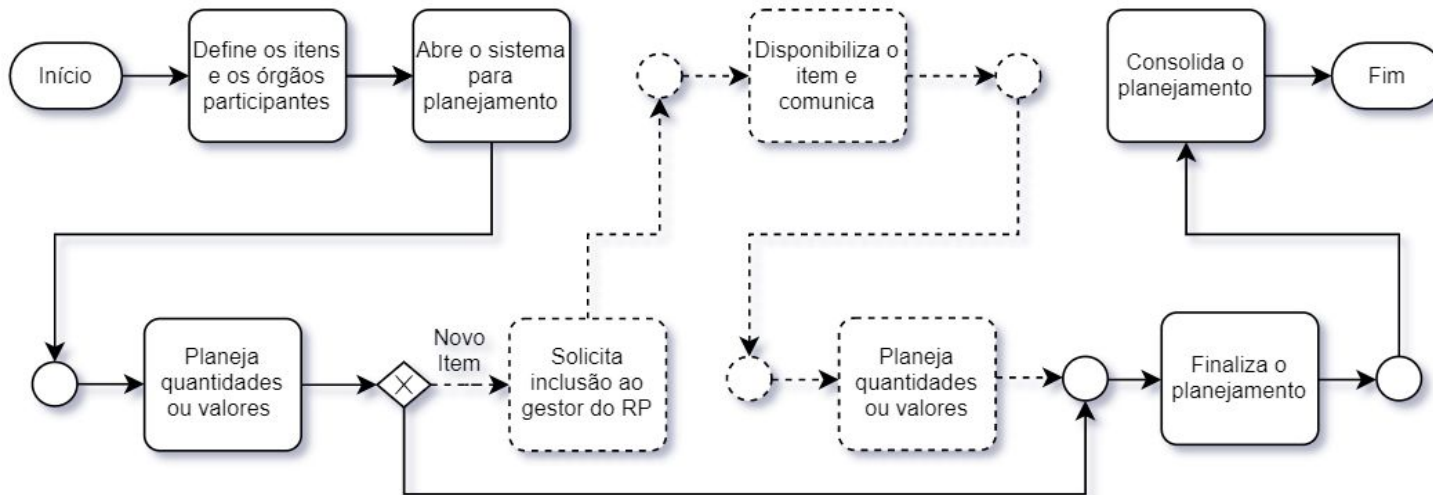 Início
Define os itens
e os órgãos
participantes
Abre o sistema
para
planejamento
Disponibiliza o
item e
comunica
Consolida o
planejamento
Fim
Planeja
quantidades
ou valores
Novo
Item
Solicita
inclusão ao
gestor do RP
Planeja
quantidades
ou valores
Finaliza o
planejamento